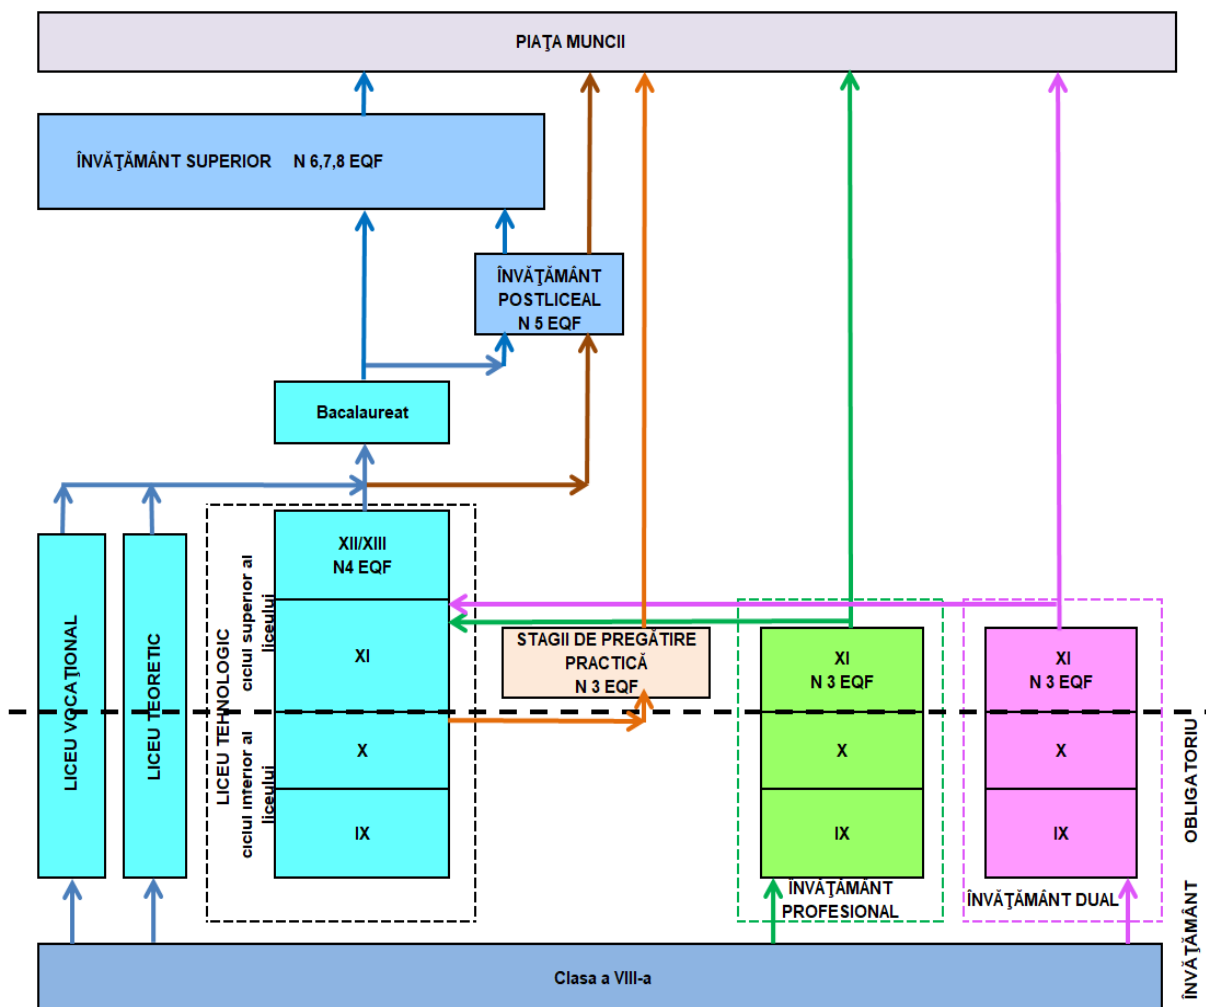 PIAŢA MUNCII
ÎNVĂŢĂMÂNT SUPERIOR N 6,7,8 EQF
ÎNVĂŢĂMÂNT
POSTLICEAL
N 5 EQF
Bacalaureat
LICEU VOCAŢIONAL
LICEU TEORETIC
LICEU TEHNOLOGIC
ciclul superior al
liceului
ciclul inferior al
liceului
XII/XIII
N4 EQF
XI
X
IX
STAGII DE PREGĂTIRE
PRACTICĂ
N 3 EQF
XI
N 3 EQF
X
IX
ÎNVĂŢĂMÂNT
PROFESIONAL
XI
N 3 EQF
X
IX
ÎNVĂŢĂMÂNT DUAL
ÎNVĂŢĂMÂNT OBLIGATORIU
Clasa a VIII-a